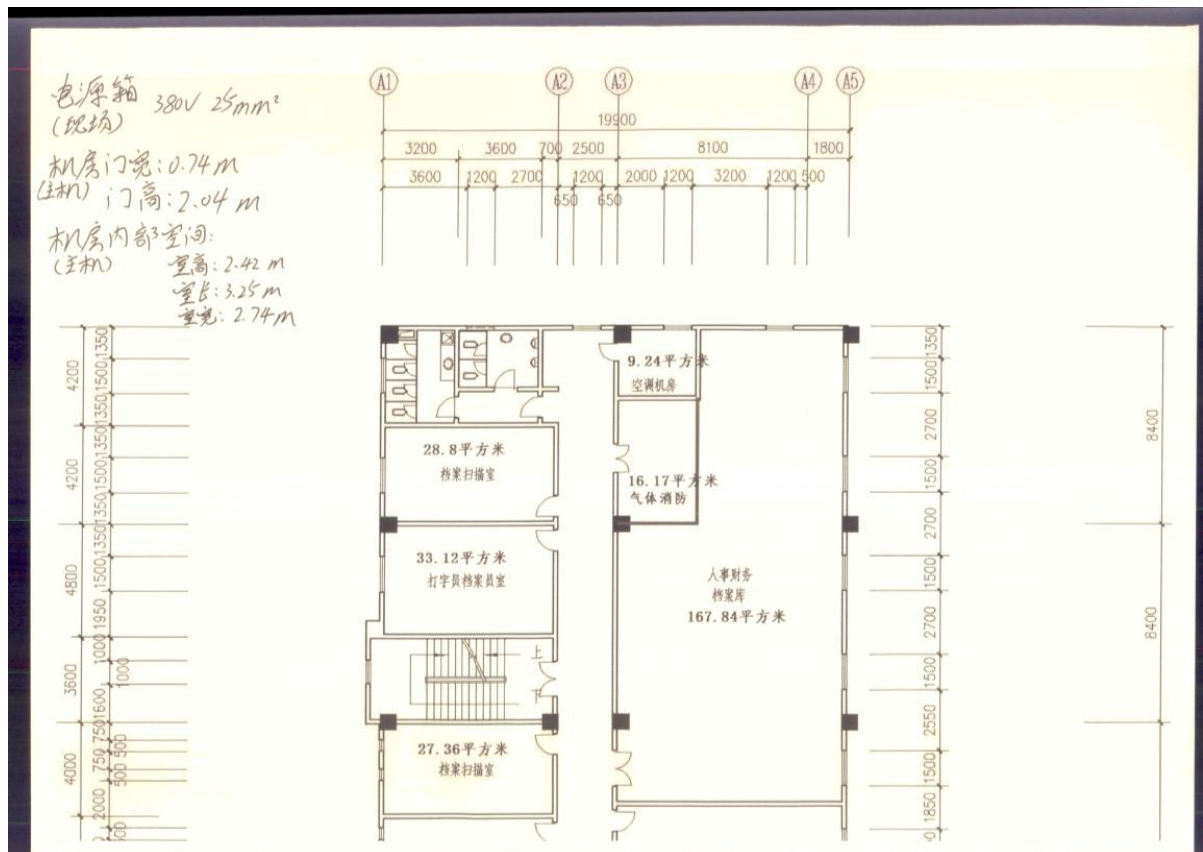 电源箱 380V 25mm²
(现场)
机房门宽:0.74m
(主机) 门高:2.04m
机房内部空间:
(主机) 室高:2.42m
室长:3.25m
室宽:2.74m
A1 A2 A3 A4 A5
19900
3200 3600 700 2500 8100 1800
3600 1200 2700 1200 2000 1200 3200 1200 500
650 650
4200 4200 4800 3600 4000
1350 1500 1350 1350 1500 1350 1350 1500 1950 1000 1000 1600 750 750 500 500 2000
9.24平方米
空调机房
28.8平方米
档案扫描室
16.17平方米
气体消防
33.12平方米
打字员档案员室
人事财务
档案库
167.84平方米
上
下
27.36平方米
档案扫描室
1350 1500 2700 1500 2700 1500 2700 1500 2550 1500 1850
8400 8400